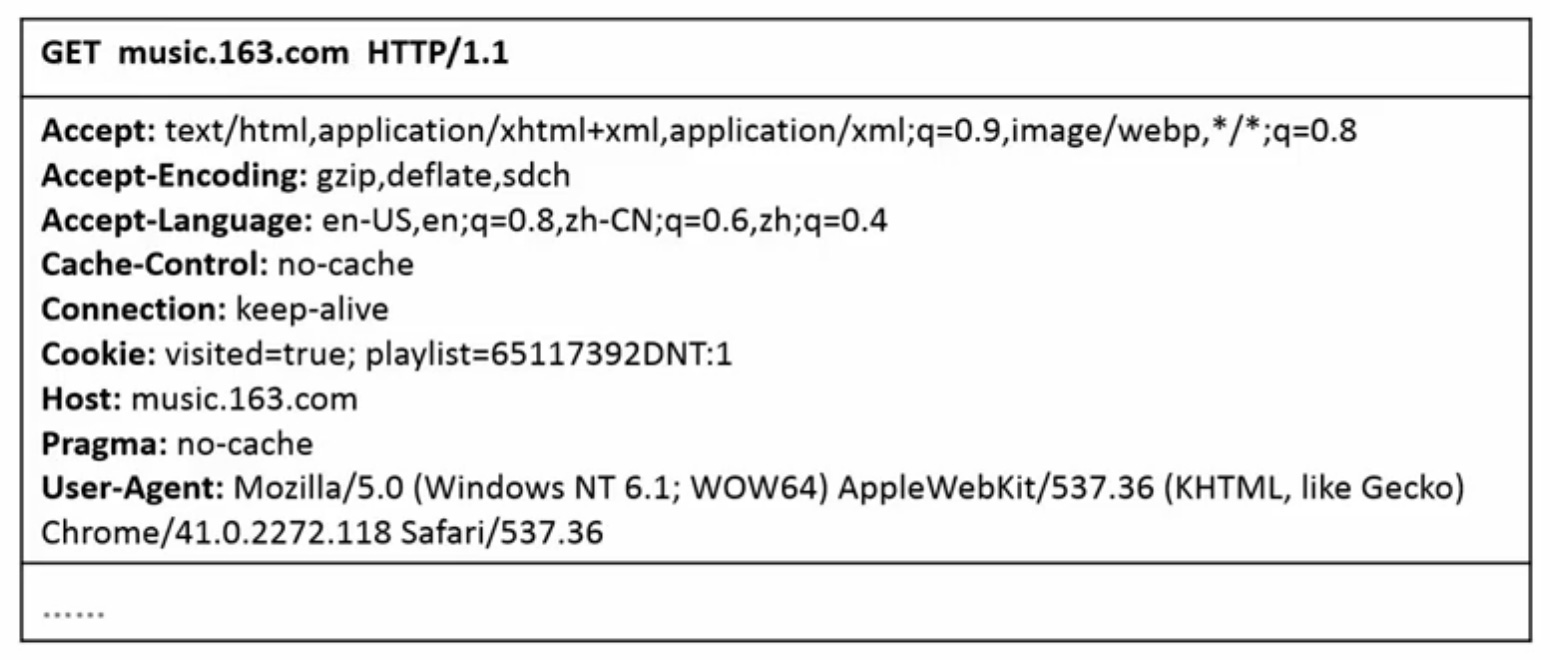 GET music.163.com HTTP/1.1
Accept: text/html,application/xhtml+xml,application/xml;q=0.9,image/webp,*/*;q=0.8
Accept-Encoding: gzip,deflate,sdch
Accept-Language: en-US,en;q=0.8,zh-CN;q=0.6,zh;q=0.4
Cache-Control: no-cache
Connection: keep-alive
Cookie: visited=true; playlist=65117392DNT:1
Host: music.163.com
Pragma: no-cache
User-Agent: Mozilla/5.0 (Windows NT 6.1; WOW64) AppleWebKit/537.36 (KHTML, like Gecko)
Chrome/41.0.2272.118 Safari/537.36
......